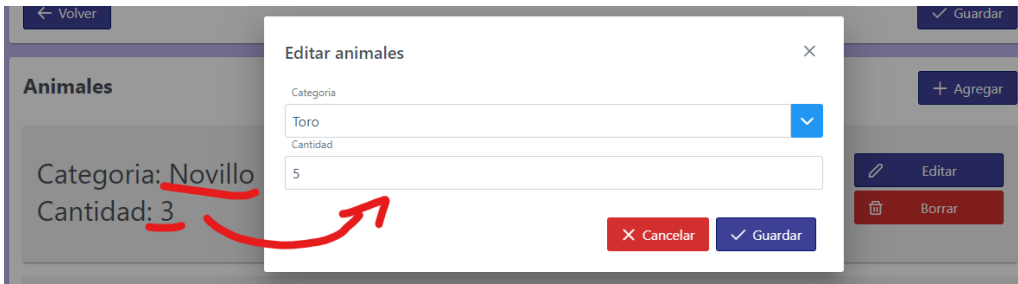 Volver
Guardar
Editar animales
Animales
Agregar
Categoria
Toro
Cantidad
5
Categoria: Novillo
Cantidad: 3
Editar
Borrar
Cancelar
Guardar